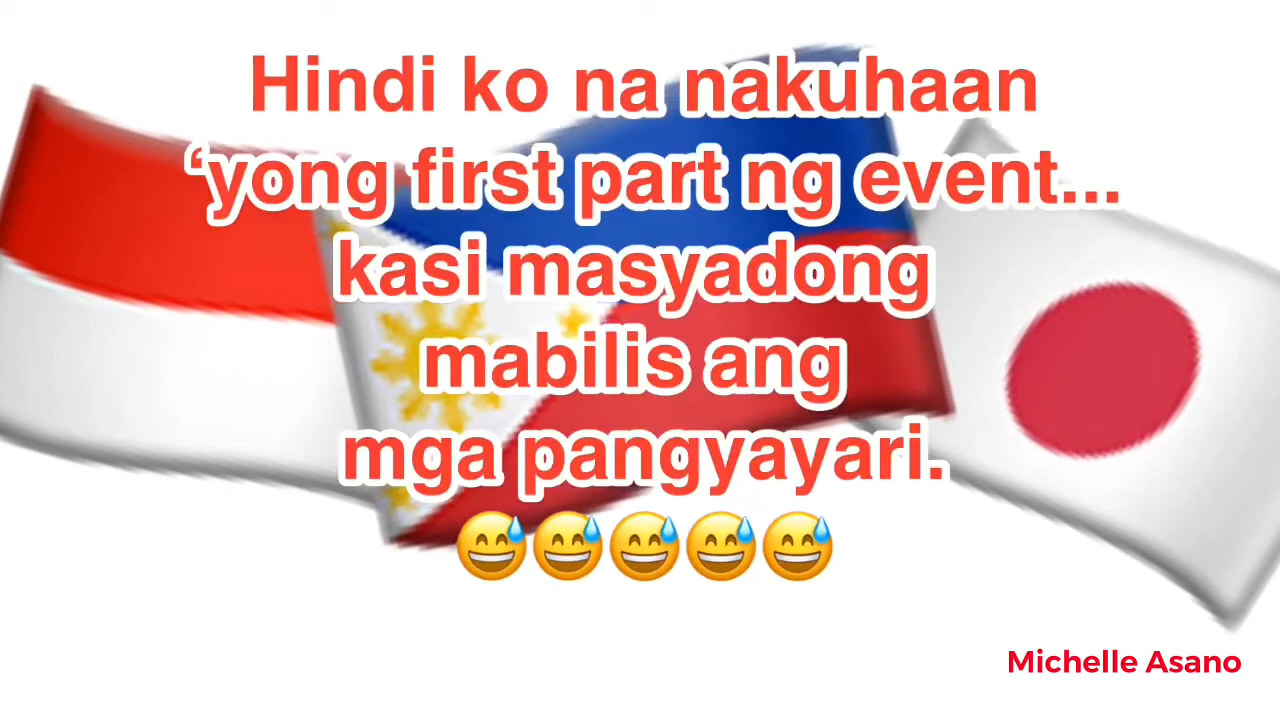 Hindi ko na nakuhaan
‘yong first part ng event...
kasi masyadong
mabilis ang
mga pangyayari.
😅😅😅😅😅
Michelle Asano